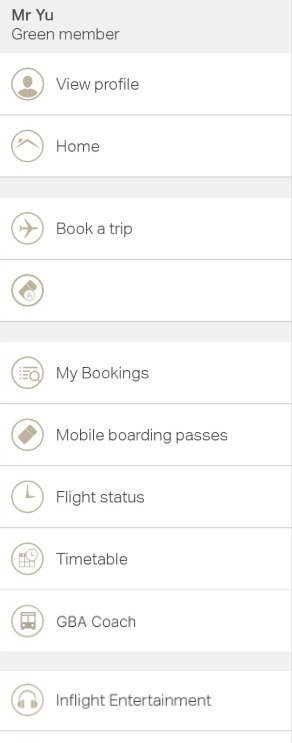 Mr Yu
Green member
View profile
Home
Book a trip
My Bookings
Mobile boarding passes
Flight status
Timetable
GBA Coach
Inflight Entertainment